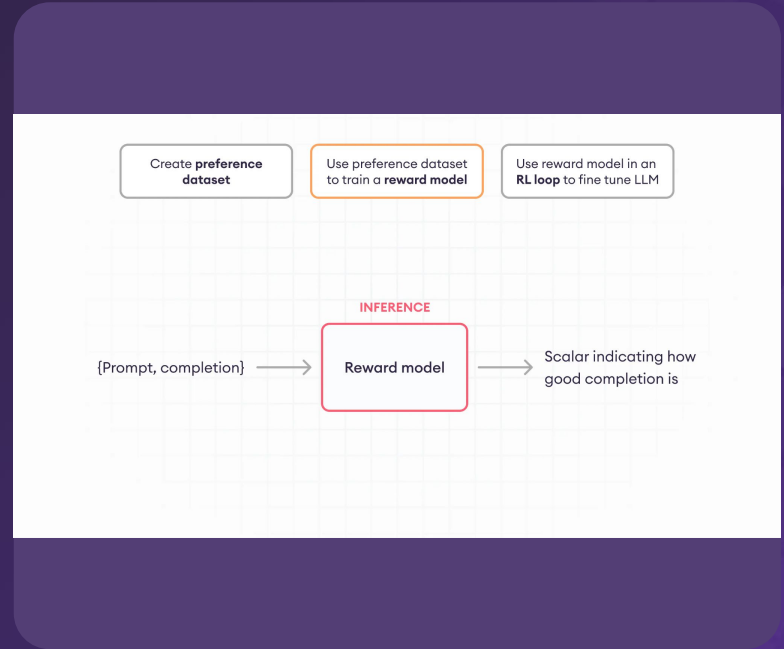 Create preference
dataset
Use preference dataset
to train a reward model
Use reward model in an
RL loop to fine tune LLM
INFERENCE
{Prompt, completion}
Reward model
Scalar indicating how
good completion is